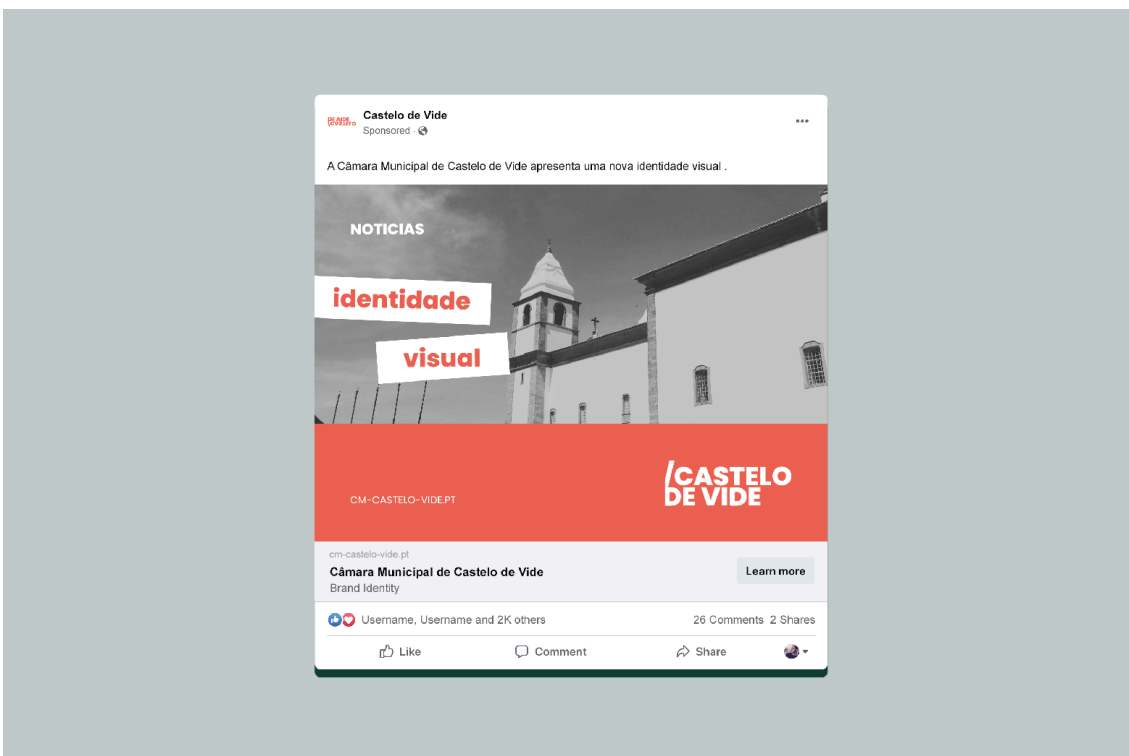 Castelo de Vide
Sponsored ·
A Câmara Municipal de Castelo de Vide apresenta uma nova identidade visual .
NOTICIAS
identidade
visual
/CASTELO
DE VIDE
CM-CASTELO-VIDE.PT
cm-castelo-vide.pt
Câmara Municipal de Castelo de Vide
Brand Identity
Learn more
Username, Username and 2K others
26 Comments 2 Shares
Like
Comment
Share